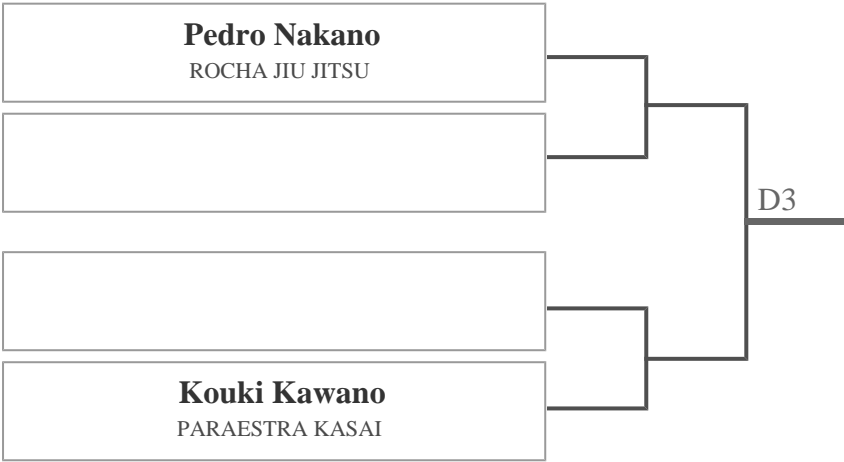 Pedro Nakano
ROCHA JIU JITSU
D3
Kouki Kawano
PARAESTRA KASAI